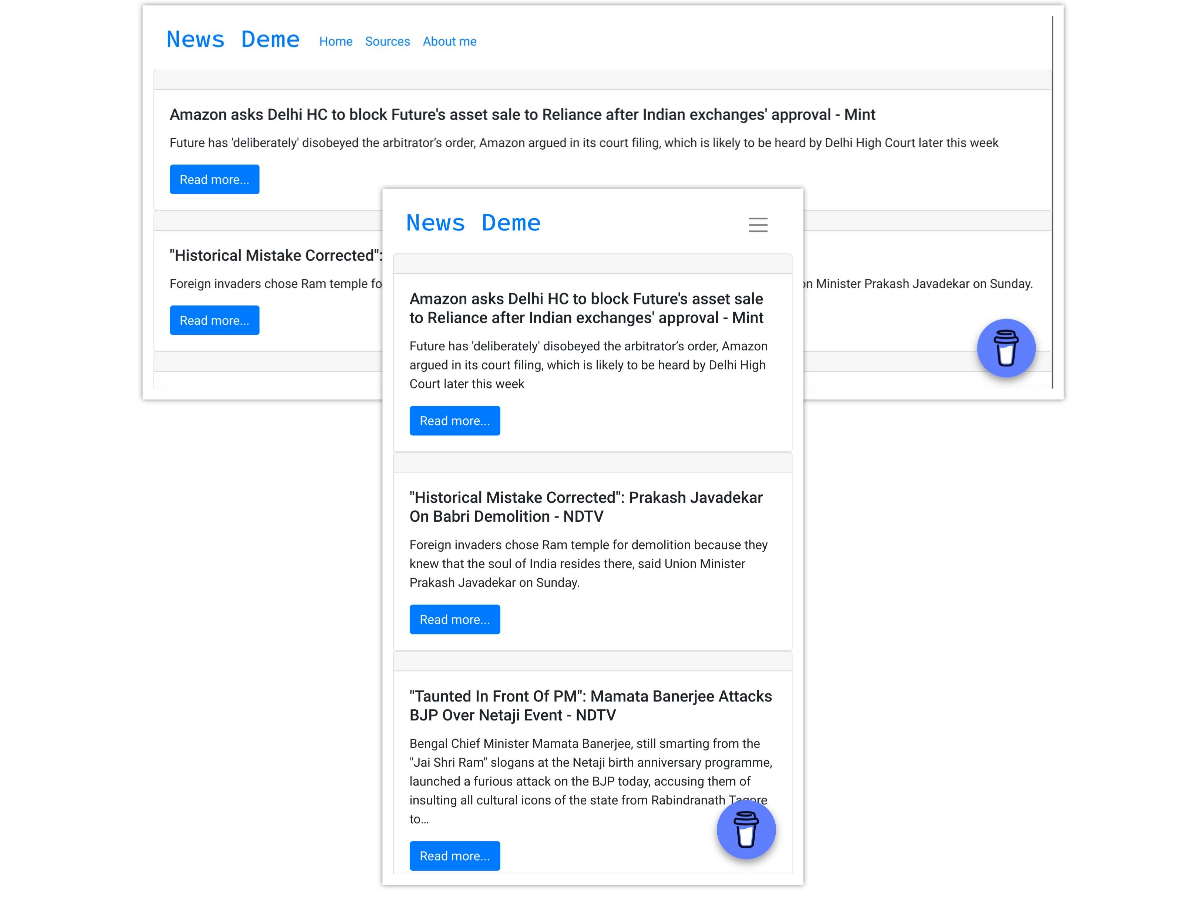 News Deme
Home Sources About me
Amazon asks Delhi HC to block Future's asset sale to Reliance after Indian exchanges' approval - Mint
Future has 'deliberately' disobeyed the arbitrator’s order, Amazon argued in its court filing, which is likely to be heard by Delhi High Court later this week
Read more...
"Historical Mistake Corrected":
Foreign invaders chose Ram temple fo
on Minister Prakash Javadekar on Sunday.
Read more...
News Deme
Amazon asks Delhi HC to block Future's asset sale
to Reliance after Indian exchanges' approval - Mint
Future has 'deliberately' disobeyed the arbitrator’s order, Amazon
argued in its court filing, which is likely to be heard by Delhi High
Court later this week
Read more...
"Historical Mistake Corrected": Prakash Javadekar
On Babri Demolition - NDTV
Foreign invaders chose Ram temple for demolition because they
knew that the soul of India resides there, said Union Minister
Prakash Javadekar on Sunday.
Read more...
"Taunted In Front Of PM": Mamata Banerjee Attacks
BJP Over Netaji Event - NDTV
Bengal Chief Minister Mamata Banerjee, still smarting from the
"Jai Shri Ram" slogans at the Netaji birth anniversary programme,
launched a furious attack on the BJP today, accusing them of
insulting all cultural icons of the state from Rabindranath Tagore
to…
Read more...